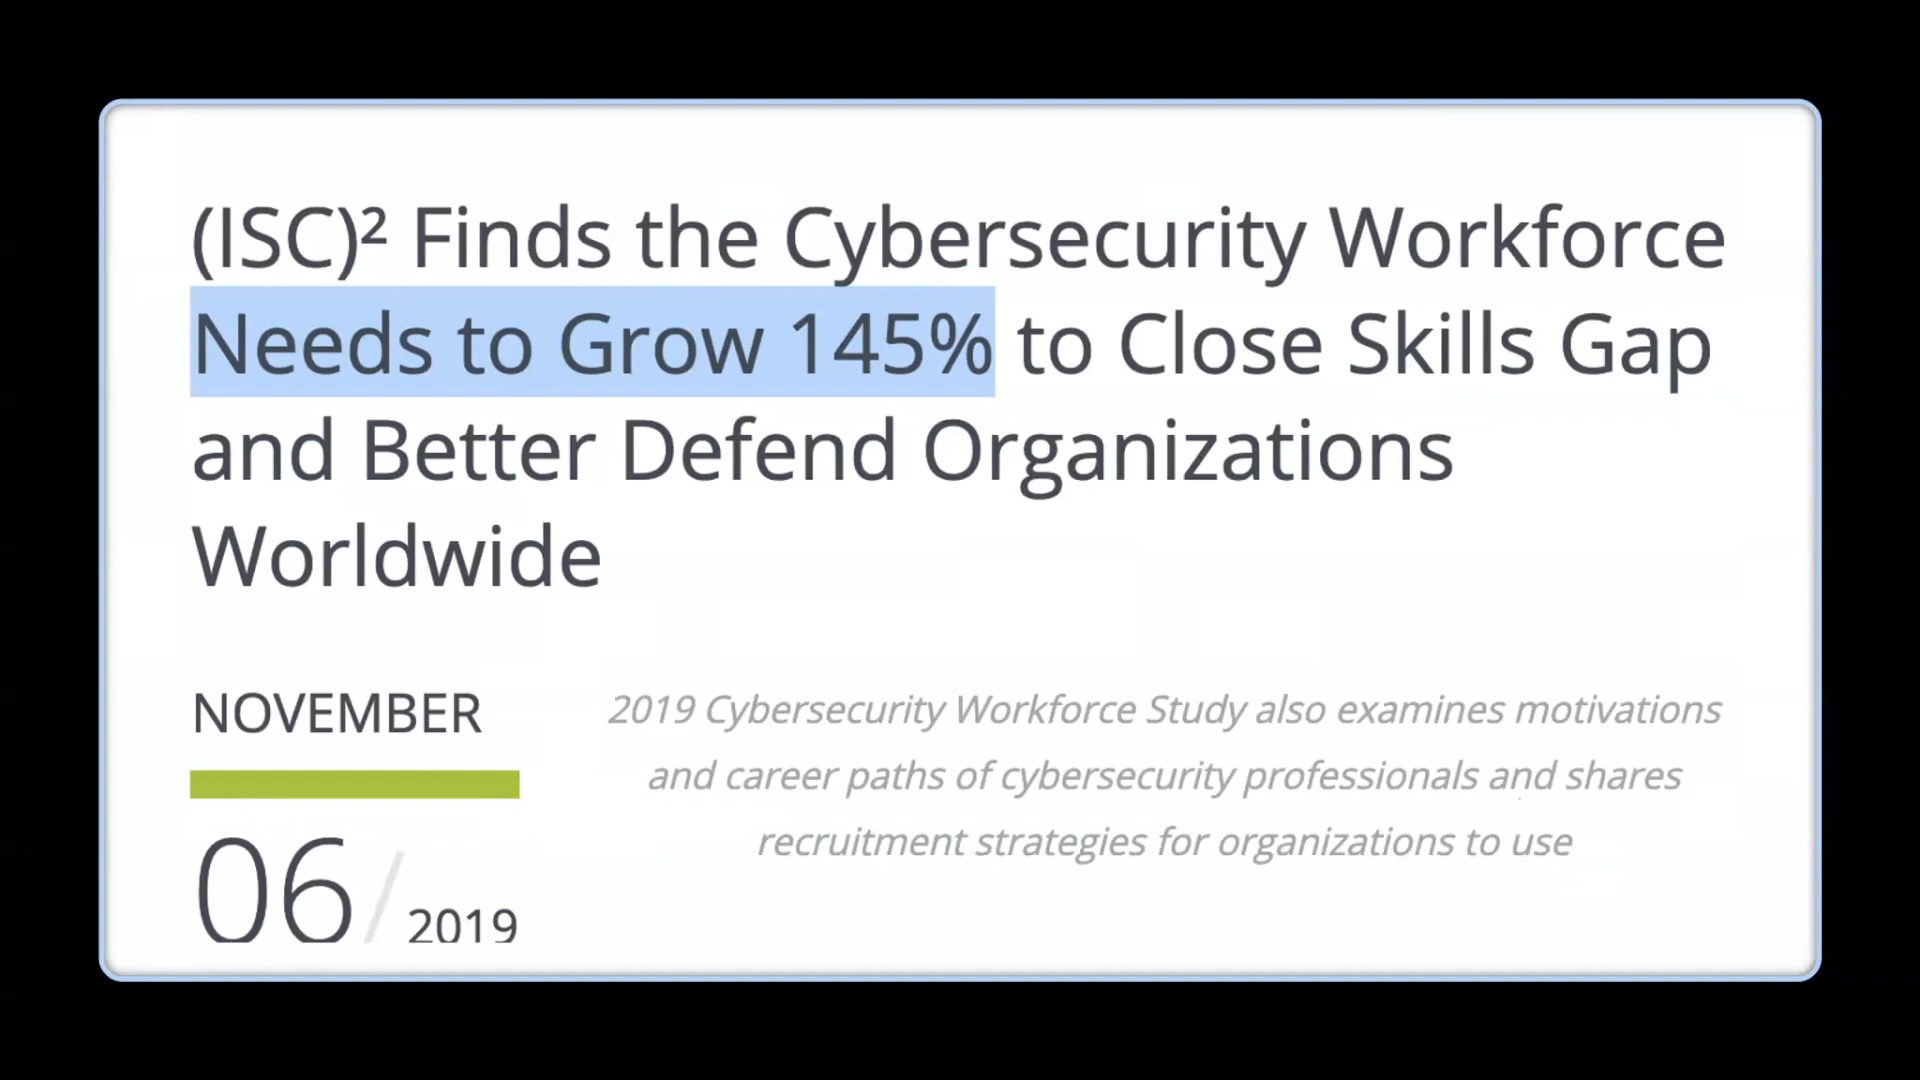 (ISC)² Finds the Cybersecurity Workforce
Needs to Grow 145% to Close Skills Gap
and Better Defend Organizations
Worldwide
NOVEMBER
06/2019
2019 Cybersecurity Workforce Study also examines motivations
and career paths of cybersecurity professionals and shares
recruitment strategies for organizations to use